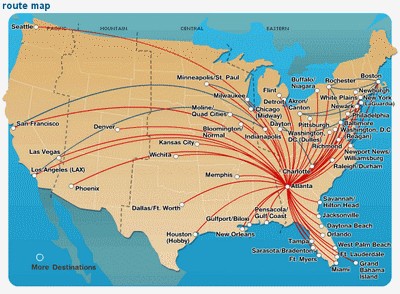 route map
PACIFIC
MOUNTAIN
CENTRAL
EASTERN
Seattle
Minneapolis/St. Paul
Milwaukee
Flint
Detroit
Buffalo/
Niagara
Rochester
Boston
Newburgh
White Plains
New York
(LaGuardia)
Newark
Philadelphia
Akron/
Canton
Chicago
(Midway)
Moline/
Quad Cities
Pittsburgh
Baltimore
Washington, D.C.
(Reagan)
Dayton
Washington,
DC (Dulles)
Bloomington/
Normal
Indianapolis
Richmond
Newport News/
Williamsburg
San Francisco
Denver
Kansas City
Wichita
Las Vegas
Los Angeles (LAX)
Phoenix
Charlotte
Raleigh/Durham
Memphis
Atlanta
Dallas/Ft. Worth
Savannah/
Hilton Head
Pensacola/
Gulf Coast
Gulfport/Biloxi
Jacksonville
Daytona Beach
Houston
(Hobby)
New Orleans
Orlando
Tampa
West Palm Beach
Sarasota/Bradenton
Ft. Lauderdale
Ft. Myers
Grand
Bahama
Island
Miami
More Destinations